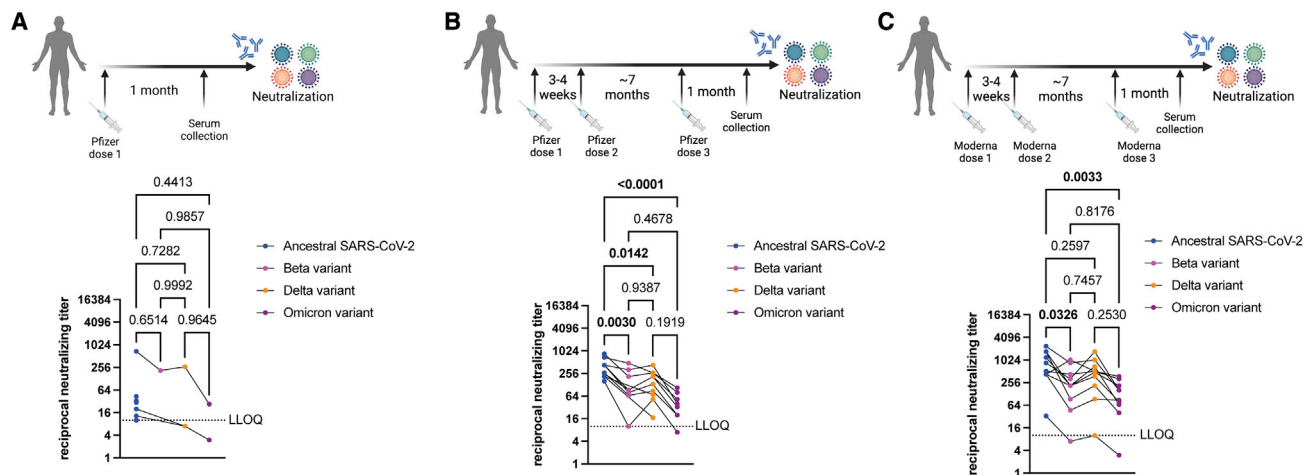 A
1 month
Neutralization
Pfizer
dose 1
Serum
collection
0.4413
0.9857
0.7282
0.9992
0.6514
0.9645
Ancestral SARS-CoV-2
Beta variant
Delta variant
Omicron variant
reciprocal neutralizing titer
16384
4096
1024
256
64
16
4
1
LLOQ
B
3-4
weeks
~7
months
1 month
Neutralization
Pfizer
dose 1
Pfizer
dose 2
Pfizer
dose 3
Serum
collection
<0.0001
0.4678
0.0142
0.9387
0.0030
0.1919
Ancestral SARS-CoV-2
Beta variant
Delta variant
Omicron variant
reciprocal neutralizing titer
16384
4096
1024
256
64
16
4
1
LLOQ
C
3-4
weeks
~7
months
1 month
Neutralization
Moderna
dose 1
Moderna
dose 2
Moderna
dose 3
Serum
collection
0.0033
0.8176
0.2597
0.7457
0.0326
0.2530
Ancestral SARS-CoV-2
Beta variant
Delta variant
Omicron variant
reciprocal neutralizing titer
16384
4096
1024
256
64
16
4
1
LLOQ